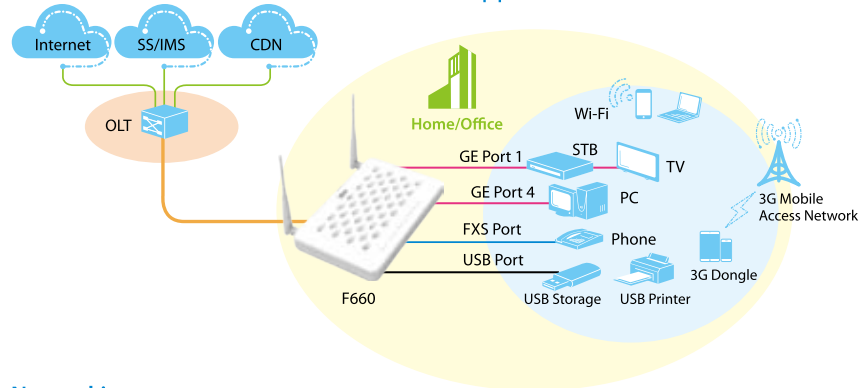 Internet
SS/IMS
CDN
OLT
Home/Office
Wi-Fi
GE Port 1
STB
TV
GE Port 4
PC
3G Mobile
Access Network
FXS Port
Phone
USB Port
3G Dongle
F660
USB Storage
USB Printer